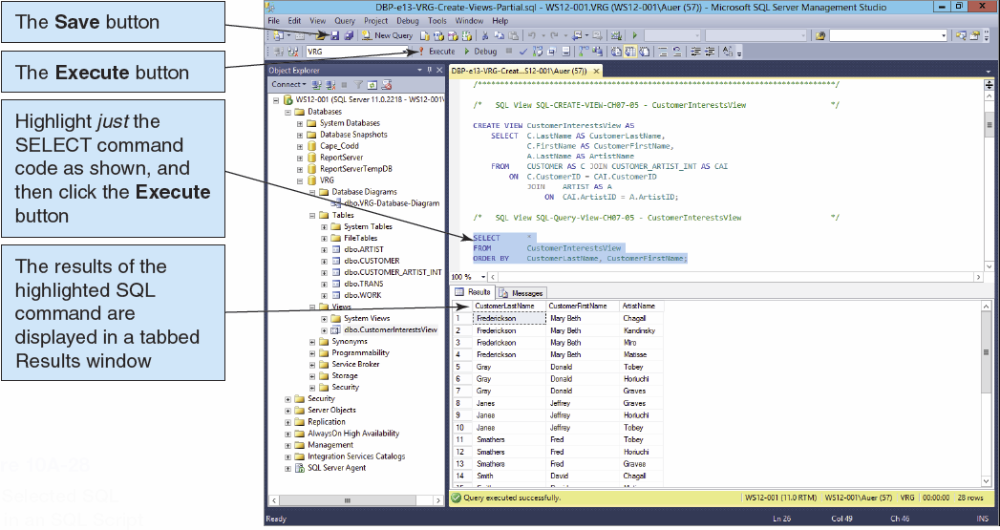 The Save button
The Execute button
Highlight just the
SELECT command
code as shown, and
then click the Execute
button
The results of the
highlighted SQL
command are
displayed in a tabbed
Results window
DBP-e13-VRG-Create-Views-Partial.sql - WS12-001.VRG (WS12-001\Auer (57)) - Microsoft SQL Server Management Studio
File Edit View Query Project Debug Tools Window Help
New Query
VRG Execute Debug
Object Explorer
Connect
WS12-001 (SQL Server 11.0.2218 - WS12-001\
Databases
System Databases
Database Snapshots
Cape_Codd
ReportServer
ReportServerTempDB
VRG
Database Diagrams
dbo.VRG-Database-Diagram
Tables
System Tables
FileTables
dbo.ARTIST
dbo.CUSTOMER
dbo.CUSTOMER_ARTIST_INT
dbo.TRANS
dbo.WORK
Views
System Views
dbo.CustomerInterestsView
Synonyms
Programmability
Service Broker
Storage
Security
Security
Server Objects
Replication
AlwaysOn High Availability
Management
Integration Services Catalogs
SQL Server Agent
DBP-e13-VRG-Creat...S12-001\Auer (57))
/* SQL View SQL-CREATE-VIEW-CH07-05 - CustomerInterestsView */
CREATE VIEW CustomerInterestsView AS
SELECT C.LastName AS CustomerLastName,
C.FirstName AS CustomerFirstName,
A.LastName AS ArtistName
FROM CUSTOMER AS C JOIN CUSTOMER_ARTIST_INT AS CAI
ON C.CustomerID = CAI.CustomerID
JOIN ARTIST AS A
ON CAI.ArtistID = A.ArtistID;
/* SQL View SQL-Query-View-CH07-05 - CustomerInterestsView */
SELECT *
FROM CustomerInterestsView
ORDER BY CustomerLastName, CustomerFirstName;
100 %
Results Messages
CustomerLastName CustomerFirstName ArtistName
1 Frederickson Mary Beth Chagall
2 Frederickson Mary Beth Kandinsky
3 Frederickson Mary Beth Miro
4 Frederickson Mary Beth Matisse
5 Gray Donald Tobey
6 Gray Donald Horiuchi
7 Gray Donald Graves
8 Janes Jeffrey Graves
9 Janes Jeffrey Horiuchi
10 Janes Jeffrey Tobey
11 Smathers Fred Tobey
12 Smathers Fred Horiuchi
13 Smathers Fred Graves
14 Smith David Chagall
Query executed successfully. WS12-001 (11.0 RTM) WS12-001\Auer (57) VRG 00:00:00 28 rows
Ready Ln 26 Col 49 Ch 46 INS